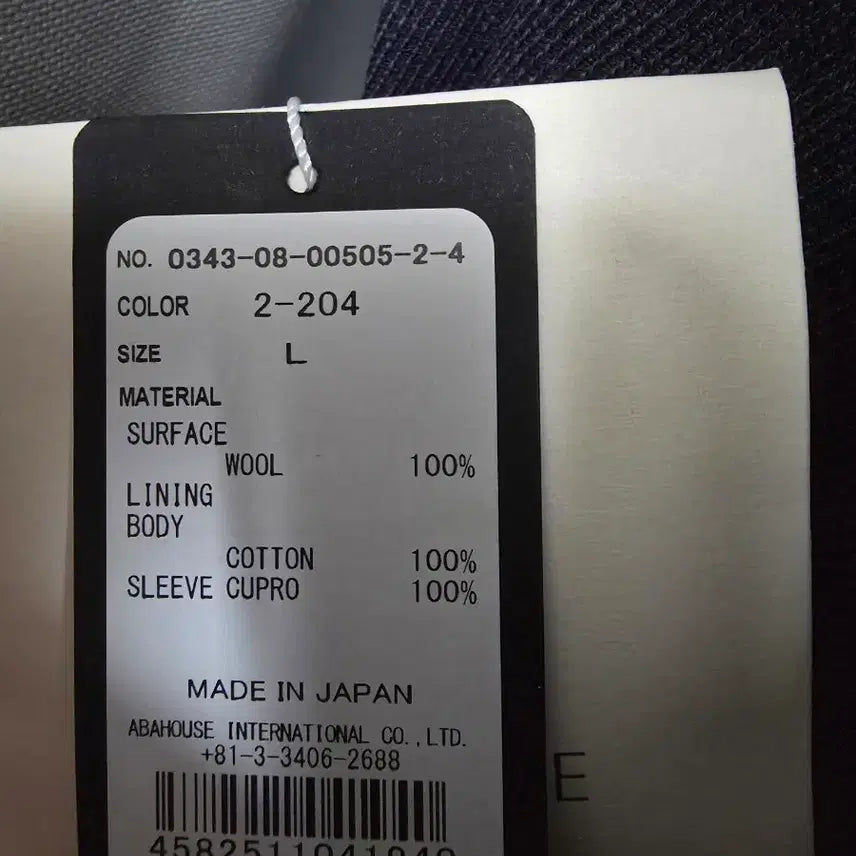 NO. 0343-08-00505-2-4
COLOR 2-204
SIZE L
MATERIAL
SURFACE
WOOL 100%
LINING
BODY
COTTON 100%
SLEEVE CUPRO 100%
MADE IN JAPAN
ABAHOUSE INTERNATIONAL CO.,LTD.
+81-3-3406-2688
E